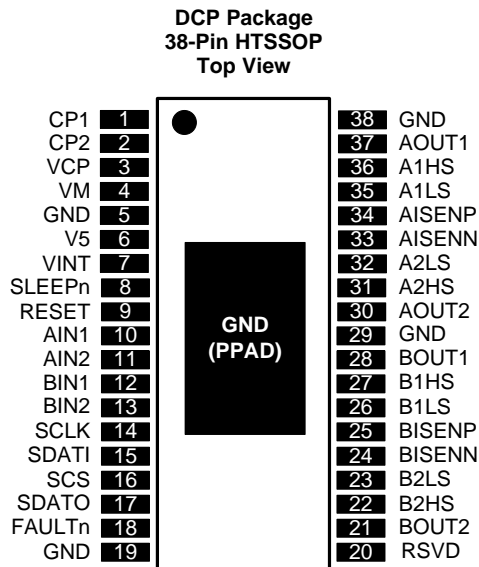 DCP Package
38-Pin HTSSOP
Top View
CP1 1 38 GND
CP2 2 37 AOUT1
VCP 3 36 A1HS
VM 4 35 A1LS
GND 5 34 AISENP
V5 6 33 AISENN
VINT 7 32 A2LS
SLEEPn 8 31 A2HS
RESET 9 30 AOUT2
AIN1 10 29 GND
AIN2 11 28 BOUT1
BIN1 12 27 B1HS
BIN2 13 26 B1LS
SCLK 14 25 BISENP
SDATI 15 24 BISENN
SCS 16 23 B2LS
SDATO 17 22 B2HS
FAULTn 18 21 BOUT2
GND 19 20 RSVD
GND
(PPAD)